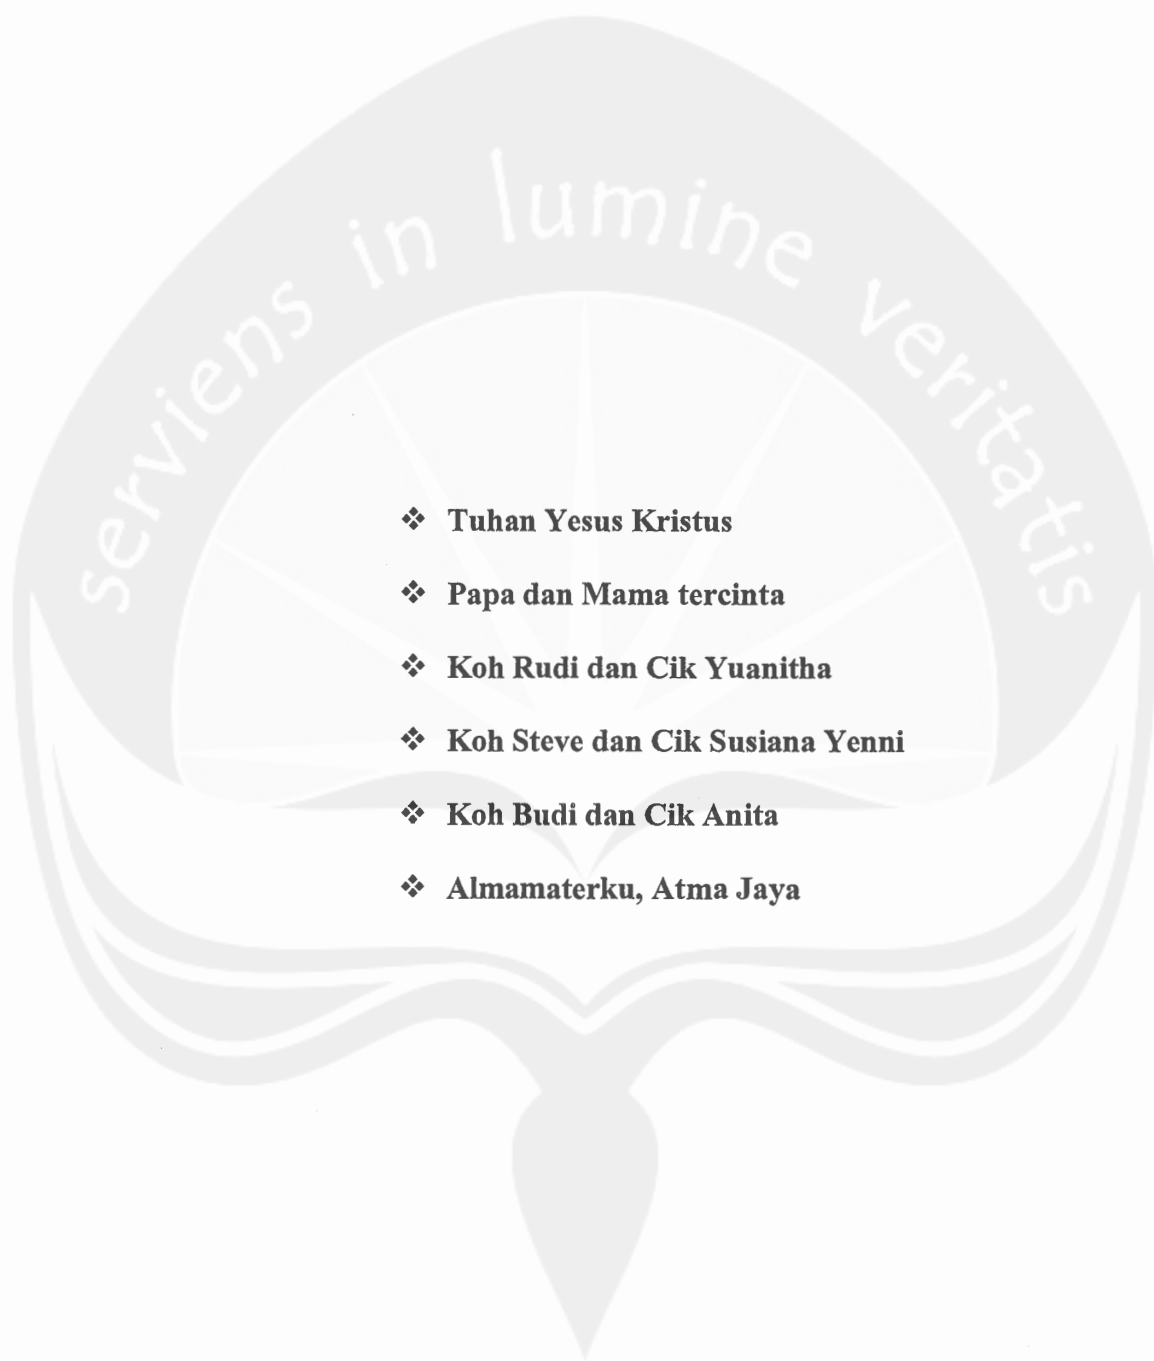 serviens in lumine veritatis
❖ Tuhan Yesus Kristus
❖ Papa dan Mama tercinta
❖ Koh Rudi dan Cik Yuanitha
❖ Koh Steve dan Cik Susiana Yenni
❖ Koh Budi dan Cik Anita
❖ Almamaterku, Atma Jaya